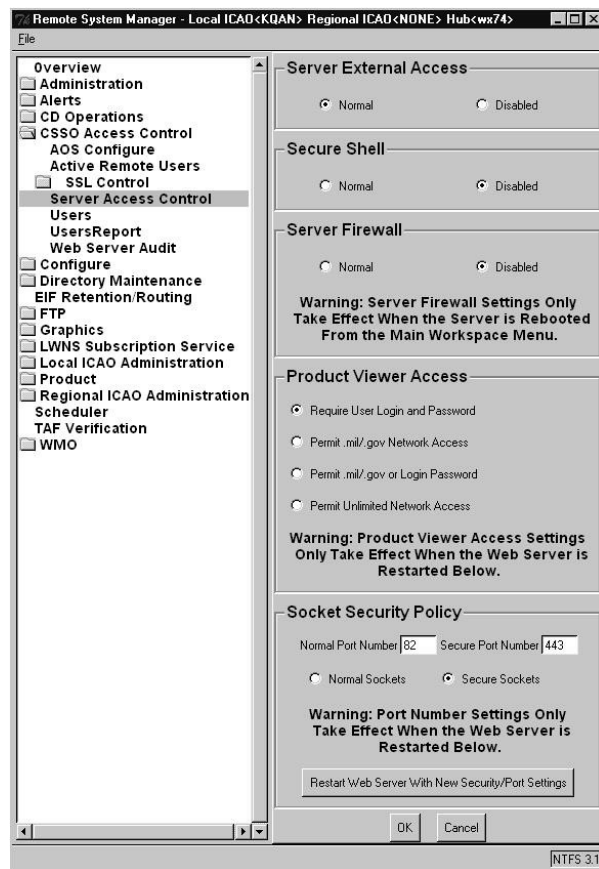 Remote System Manager - Local ICAO<KQAN> Regional ICAO<NONE> Hub<wx74>
File
Overview
Administration
Alerts
CD Operations
CSSO Access Control
AOS Configure
Active Remote Users
SSL Control
Server Access Control
Users
UsersReport
Web Server Audit
Configure
Directory Maintenance
EIF Retention/Routing
FTP
Graphics
LWNS Subscription Service
Local ICAO Administration
Product
Regional ICAO Administration
Scheduler
TAF Verification
WMO
Server External Access
Normal Disabled
Secure Shell
Normal Disabled
Server Firewall
Normal Disabled
Warning: Server Firewall Settings Only
Take Effect When the Server is Rebooted
From the Main Workspace Menu.
Product Viewer Access
Require User Login and Password
Permit .mil/.gov Network Access
Permit .mil/.gov or Login Password
Permit Unlimited Network Access
Warning: Product Viewer Access Settings
Only Take Effect When the Web Server is
Restarted Below.
Socket Security Policy
Normal Port Number 82 Secure Port Number 443
Normal Sockets Secure Sockets
Warning: Port Number Settings Only
Take Effect When the Web Server is
Restarted Below.
Restart Web Server With New Security/Port Settings
OK Cancel
NTFS 3.1